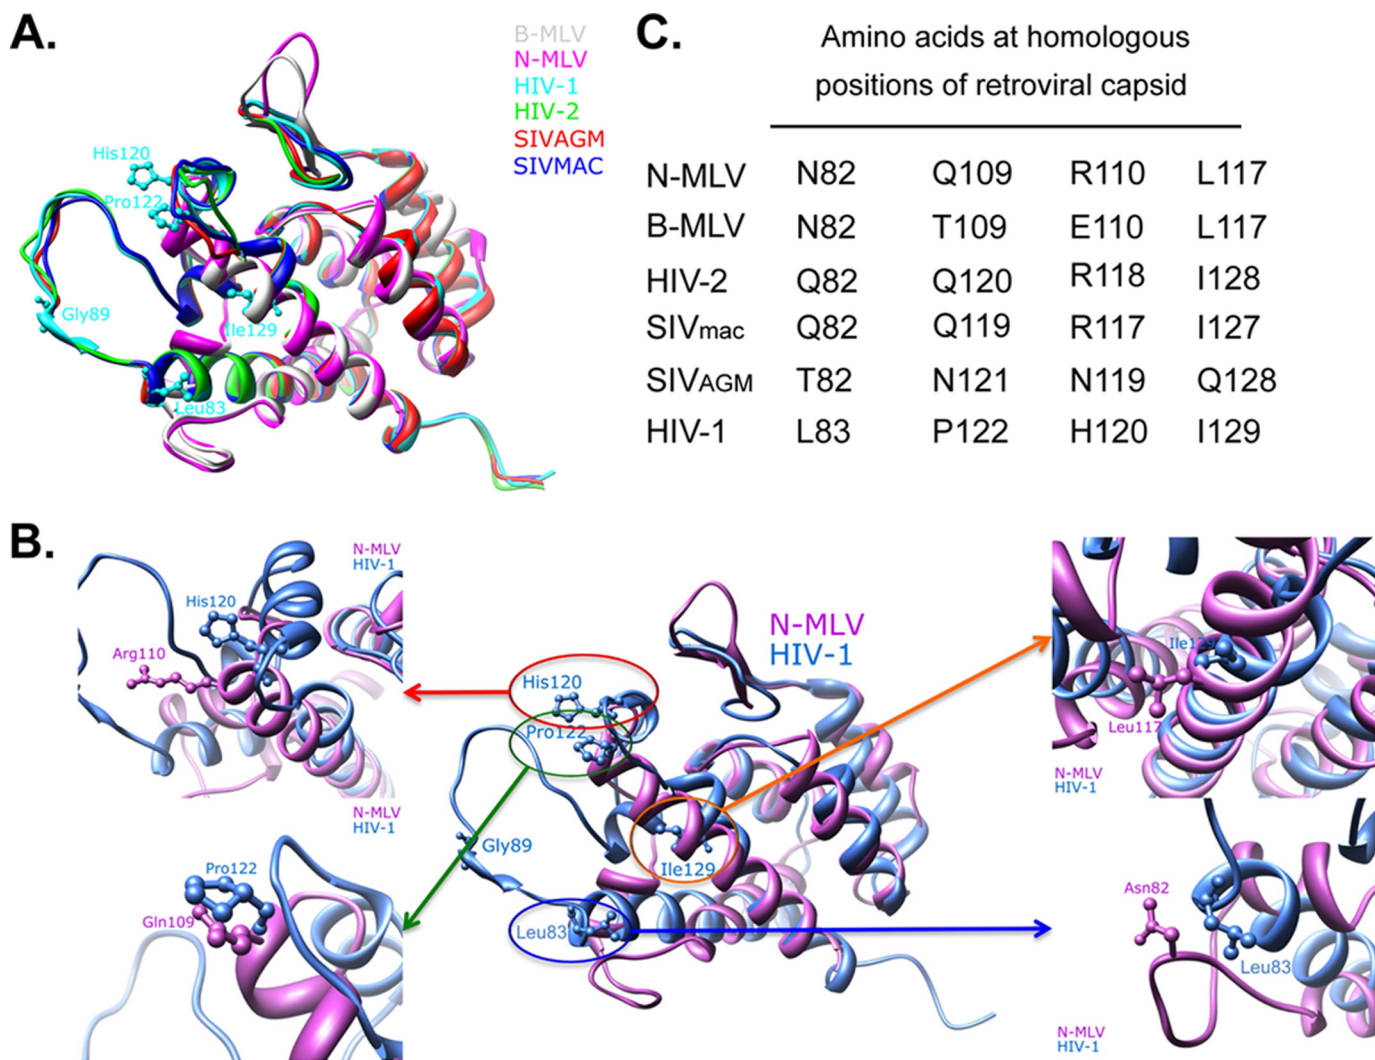 A.
B-MLV
N-MLV
HIV-1
HIV-2
SIVAGM
SIVMAC
His120
Pro122
Gly89
Ile129
Leu83
C.
Amino acids at homologous
positions of retroviral capsid
N-MLV N82 Q109 R110 L117
B-MLV N82 T109 E110 L117
HIV-2 Q82 Q120 R118 I128
SIVmac Q82 Q119 R117 I127
SIVAGM T82 N121 N119 Q128
HIV-1 L83 P122 H120 I129
B.
N-MLV
HIV-1
His120
Arg110
N-MLV
HIV-1
Pro122
Gln109
N-MLV
HIV-1
His120
Pro122
Gly89
Ile129
Leu83
Ile129
Leu117
N-MLV
HIV-1
Asn82
Leu83
N-MLV
HIV-1